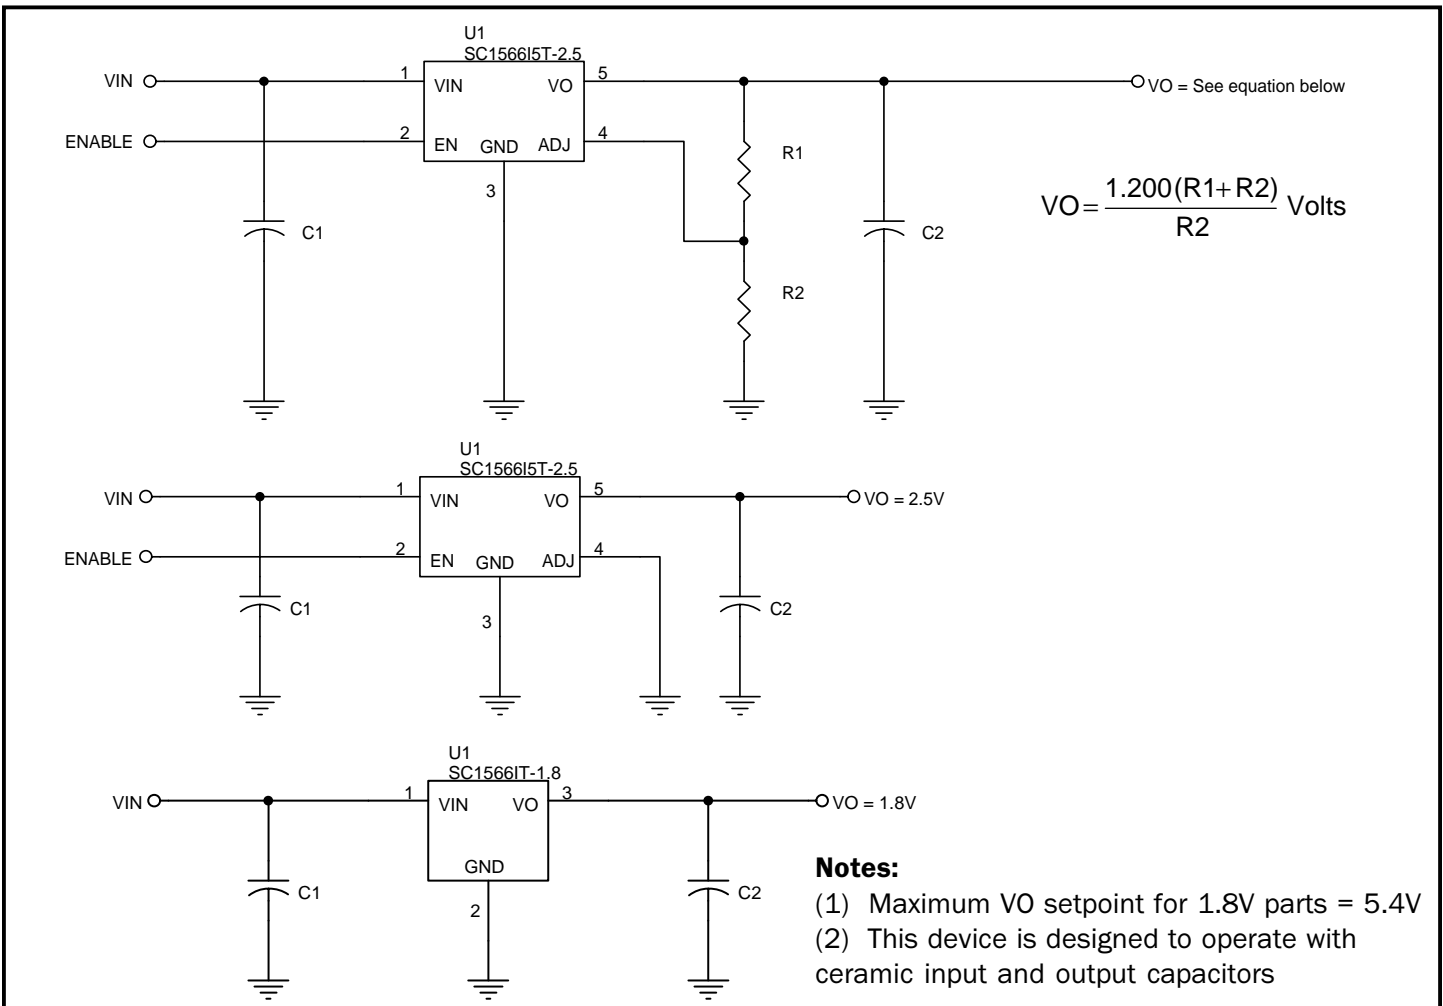 U1
SC1566I5T-2.5
VIN
1
VIN
VO
5
VO = See equation below
ENABLE
2
EN
GND
ADJ
4
3
R1
C1
C2
R2
VO = 1.200(R1+R2) / R2 Volts
U1
SC1566I5T-2.5
VIN
1
VIN
VO
5
VO = 2.5V
ENABLE
2
EN
GND
ADJ
4
3
C1
C2
U1
SC1566IT-1.8
VIN
1
VIN
VO
3
VO = 1.8V
GND
2
C1
C2
Notes:
(1) Maximum VO setpoint for 1.8V parts = 5.4V
(2) This device is designed to operate with
ceramic input and output capacitors